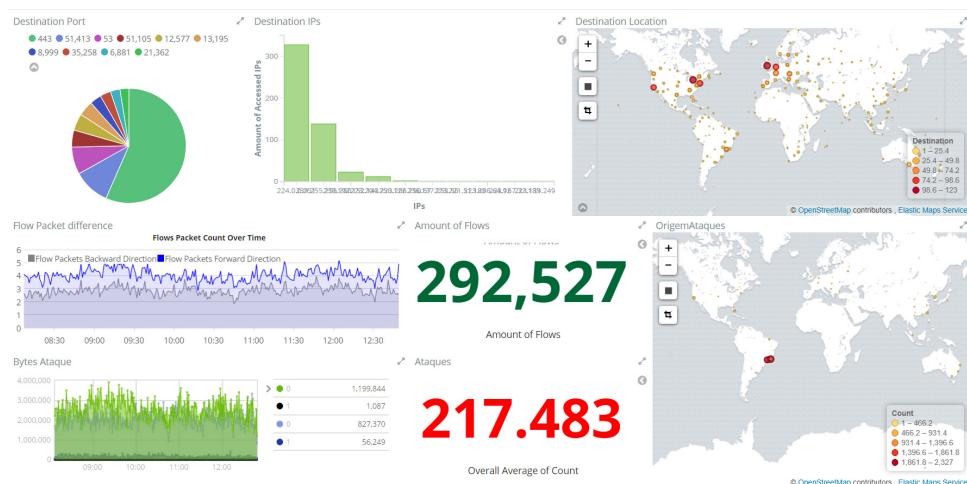 Destination Port
443 51,413 53 51,105 12,577 13,195
8,999 35,258 6,881 21,362
Destination IPs
Amount of Accessed IPs
300
200
100
0
IPs
Destination Location
+
−
Destination
1 – 25.4
25.4 – 49.8
49.8 – 74.2
74.2 – 98.6
98.6 – 123
© OpenStreetMap contributors , Elastic Maps Service
Flow Packet difference
Flows Packet Count Over Time
Flow Packets Backward Direction Flow Packets Forward Direction
6
5
4
3
2
1
0
08:30 09:00 09:30 10:00 10:30 11:00 11:30 12:00 12:30
Amount of Flows
292,527
Amount of Flows
OrigemAtaques
+
−
Count
1 – 466.2
466.2 – 931.4
931.4 – 1,396.6
1,396.6 – 1,861.8
1,861.8 – 2,327
© OpenStreetMap contributors , Elastic Maps Service
Bytes Ataque
4,000,000
3,000,000
2,000,000
1,000,000
0
09:00 10:00 11:00 12:00
0 1,199,844
1 1,087
0 827,370
1 56,249
Ataques
217.483
Overall Average of Count